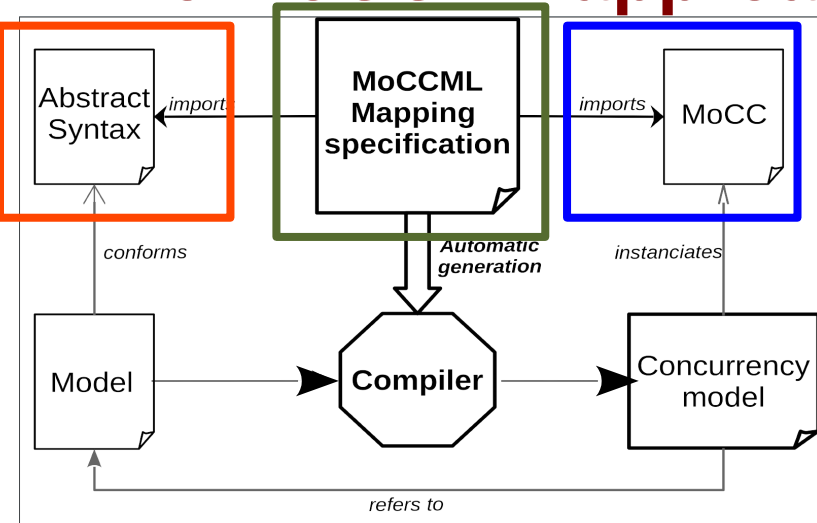 Abstract
Syntax
imports
MoCCML
Mapping
specification
imports
MoCC
conforms
Automatic
generation
instanciates
Model
Compiler
Concurrency
model
refers to